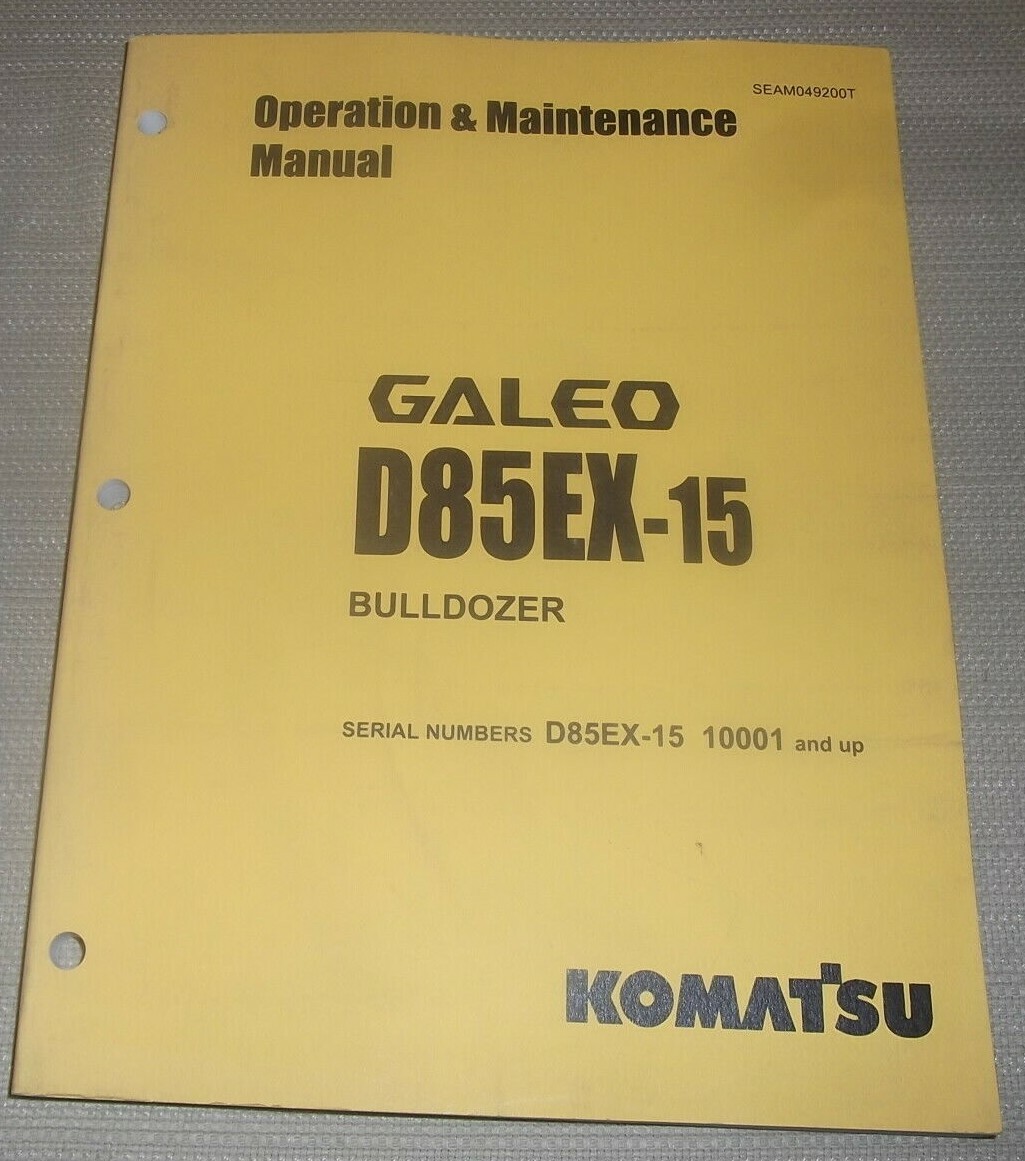 SEAM049200T
Operation & Maintenance
Manual
GALEO
D85EX-15
BULLDOZER
SERIAL NUMBERS D85EX-15 10001 and up
KOMATSU